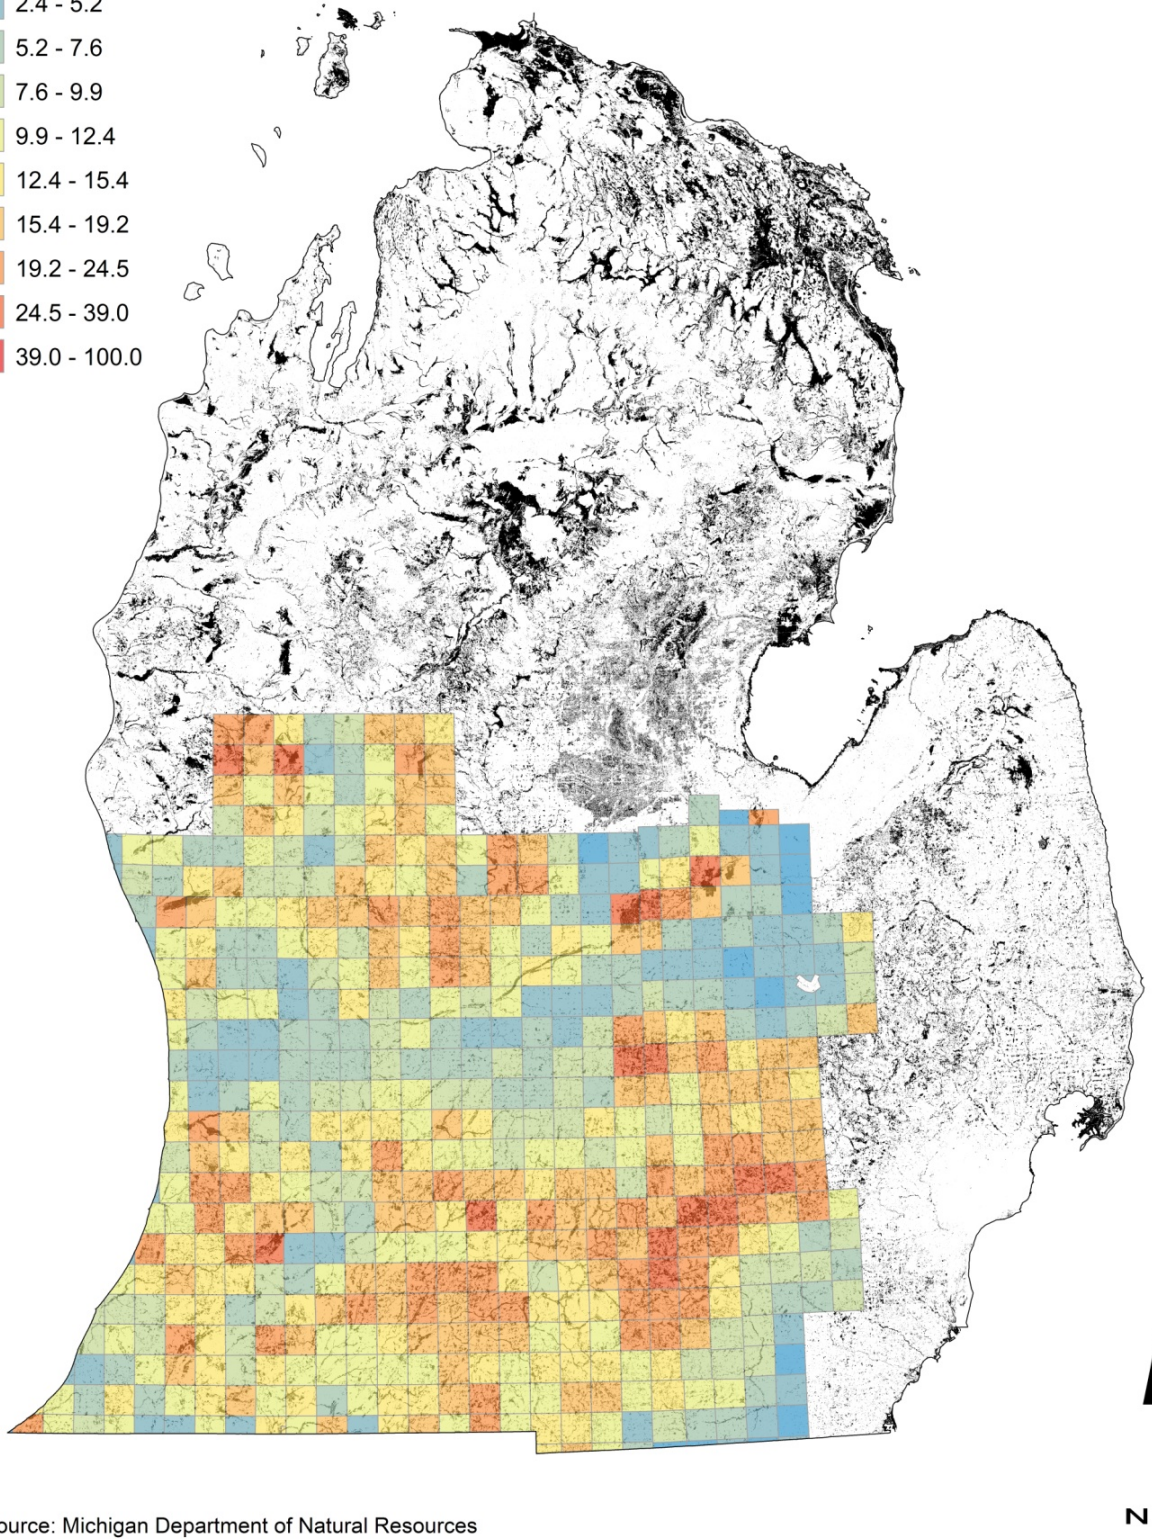 2.4 - 5.2
5.2 - 7.6
7.6 - 9.9
9.9 - 12.4
12.4 - 15.4
15.4 - 19.2
19.2 - 24.5
24.5 - 39.0
39.0 - 100.0
ource: Michigan Department of Natural Resources
N